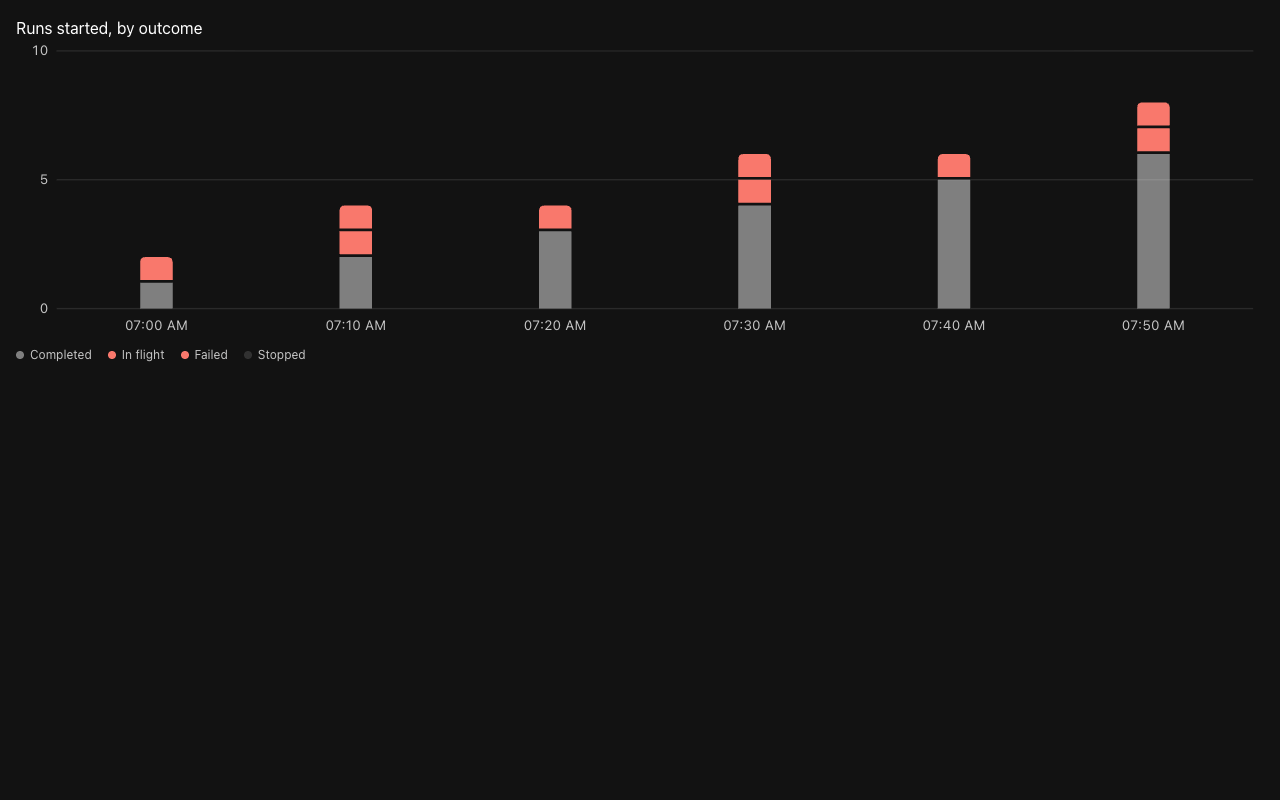 Runs started, by outcome
10
5
0
07:00 AM 07:10 AM 07:20 AM 07:30 AM 07:40 AM 07:50 AM
Completed In flight Failed Stopped